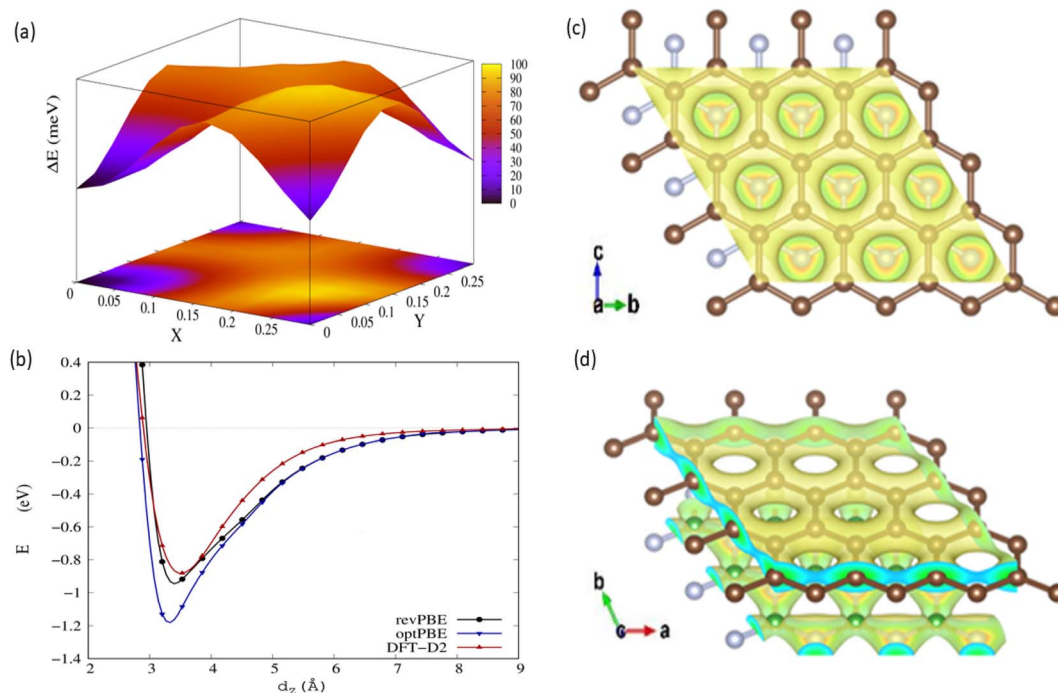 (a)
ΔE (meV)
100
90
80
70
60
50
40
30
20
10
0
0
0.05
0.1
0.15
0.2
0.25
X
0
0.05
0.1
0.15
0.2
0.25
Y
(b)
0.4
0.2
0
−0.2
−0.4
−0.6
−0.8
−1
−1.2
−1.4
E (eV)
revPBE
optPBE
DFT−D2
2 3 4 5 6 7 8 9
dz (Å)
(c)
c
a b
(d)
b
c a